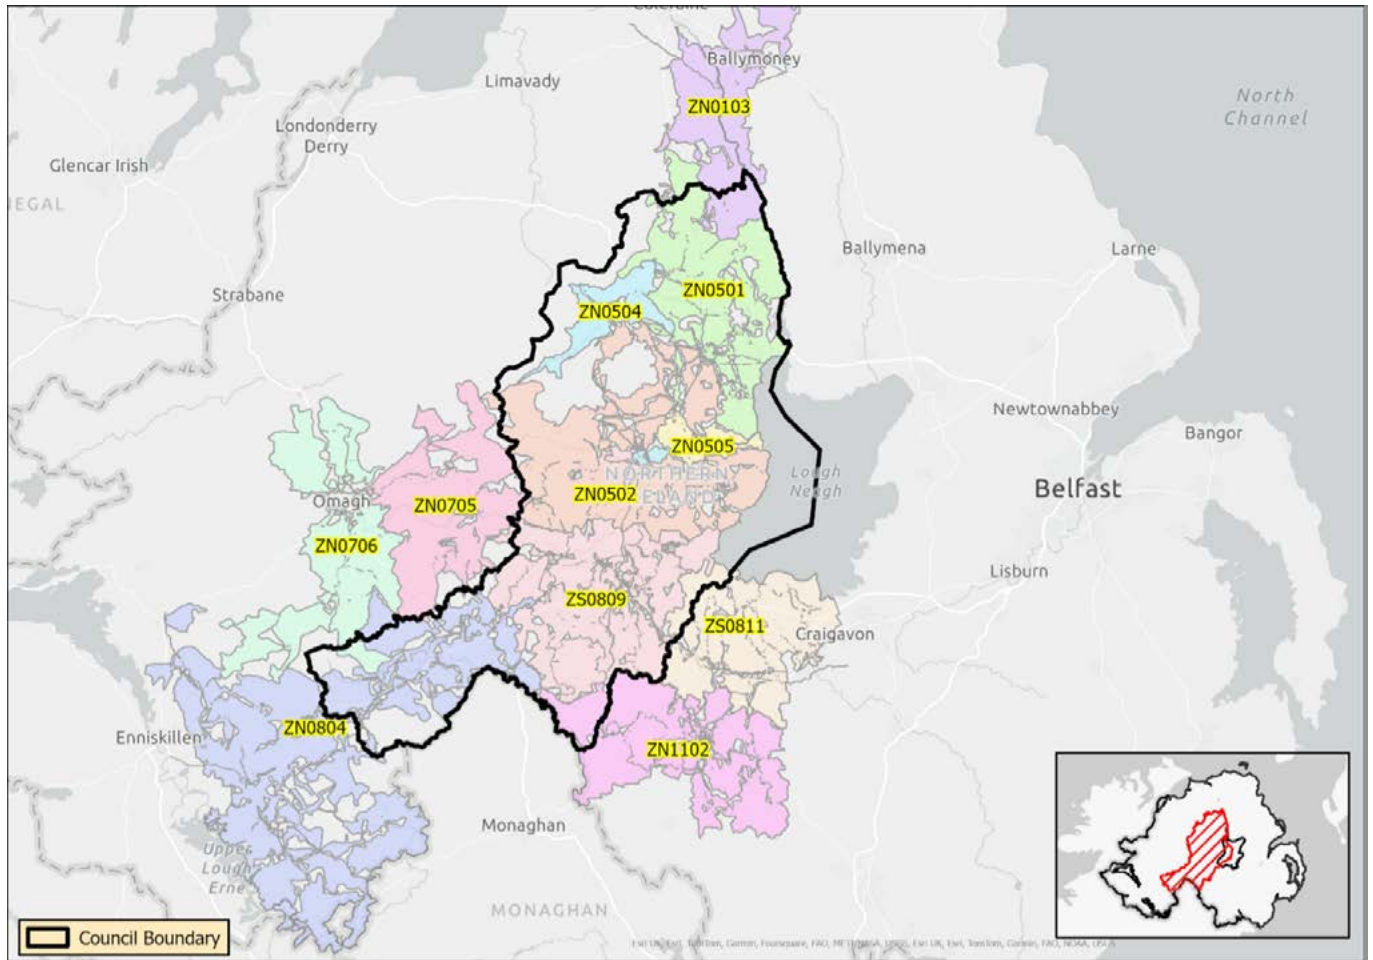 Ballymoney
Limavady
ZN0103
North
Channel
Londonderry
Derry
Glencar Irish
EGAL
Ballymena
Larne
Strabane
ZN0501
ZN0504
Newtownabbey
Bangor
ZN0505
NORTHERN
Lough
Neagh
Belfast
ZN0502
ELAND
Omagh
ZN0705
ZN0706
Lisburn
ZS0809
ZS0811
Craigavon
ZN0804
Enniskillen
ZN1102
Monaghan
Upper
Lough
Erne
MONAGHAN
Council Boundary